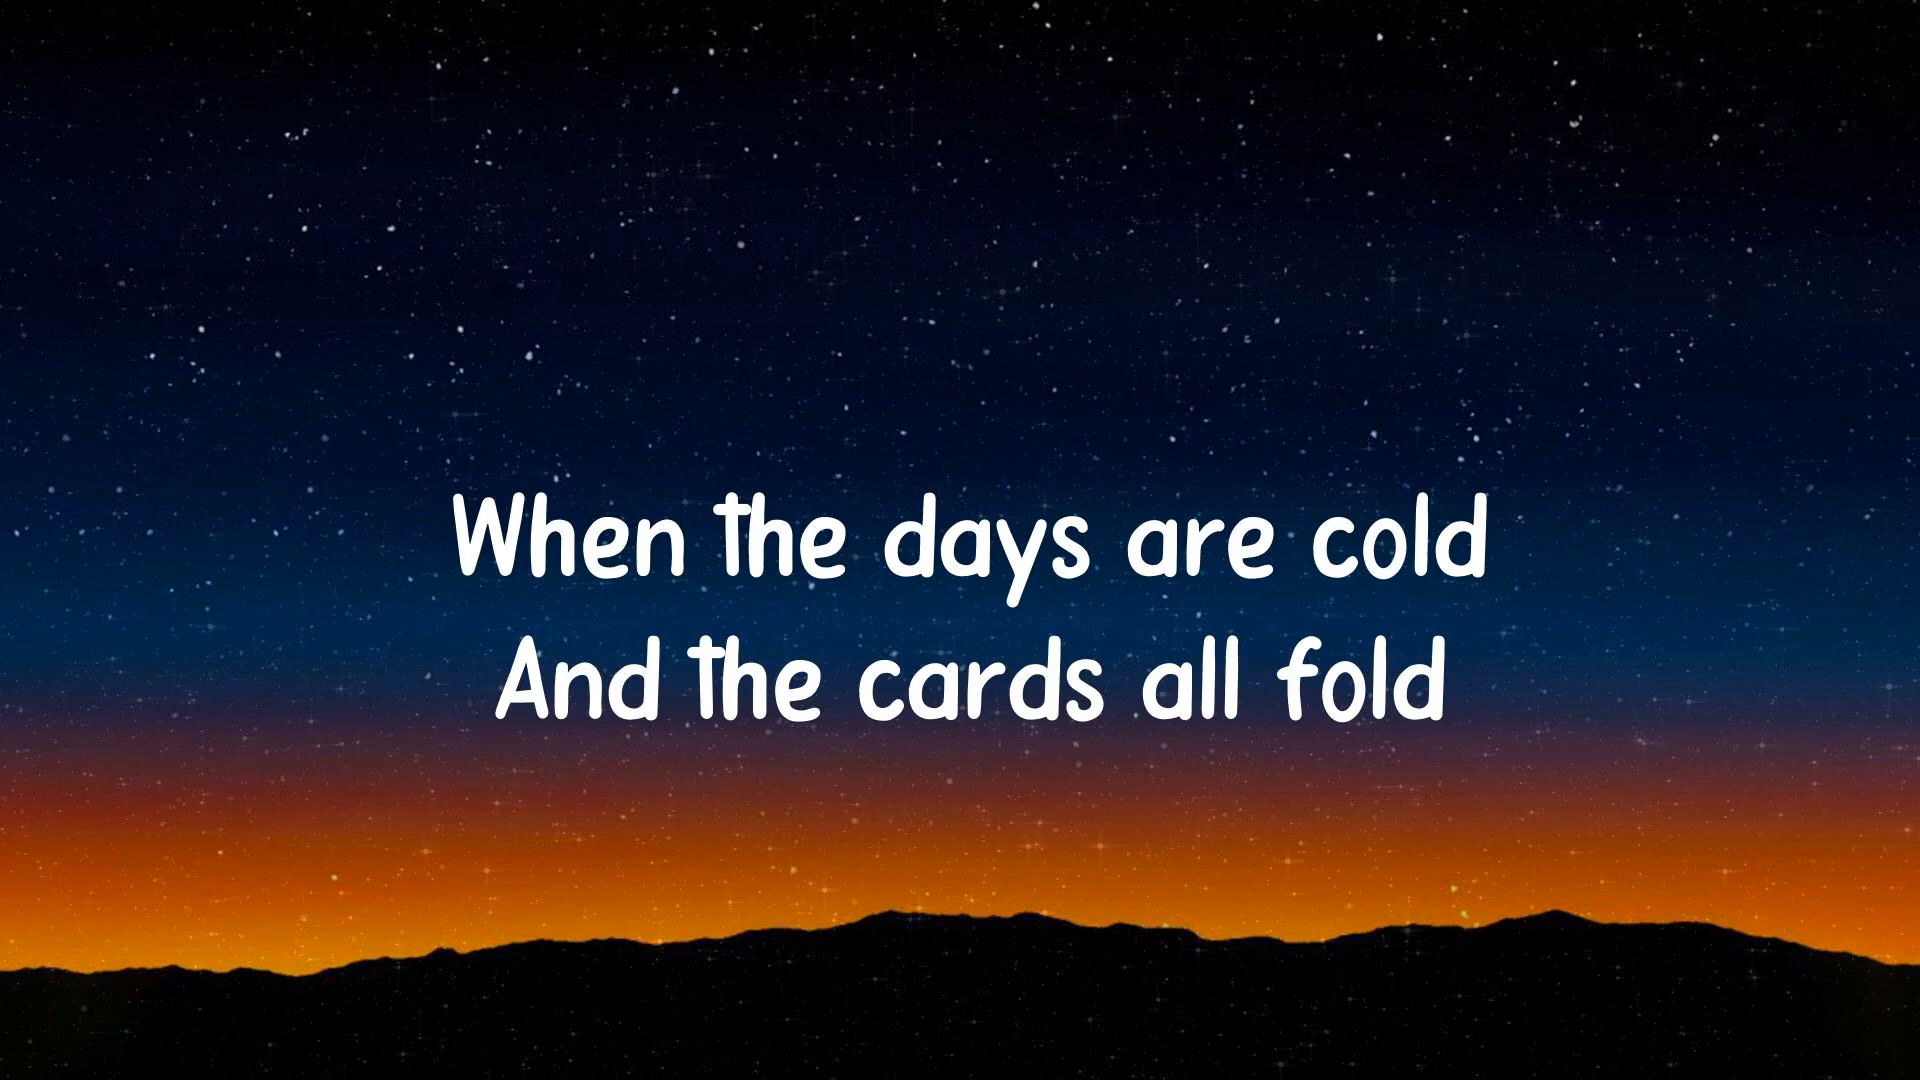 When the days are cold
And the cards all fold